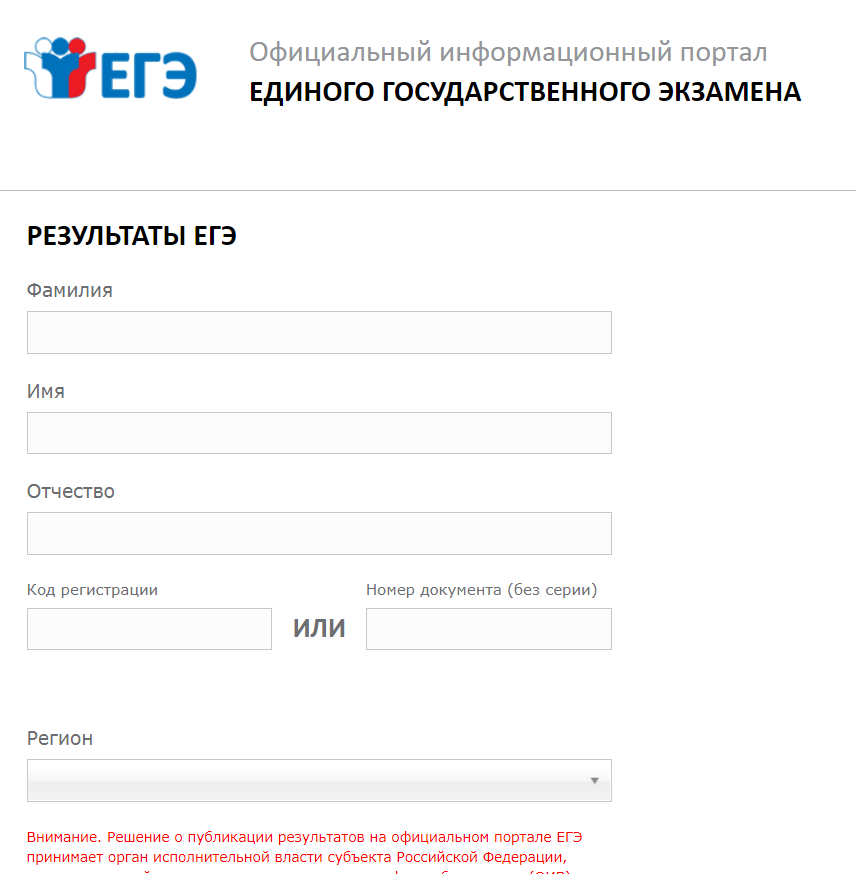 ЕГЭ
Официальный информационный портал
ЕДИНОГО ГОСУДАРСТВЕННОГО ЭКЗАМЕНА
РЕЗУЛЬТАТЫ ЕГЭ
Фамилия
Имя
Отчество
Код регистрации
Номер документа (без серии)
ИЛИ
Регион
Внимание. Решение о публикации результатов на официальном портале ЕГЭ
принимает орган исполнительной власти субъекта Российской Федерации,